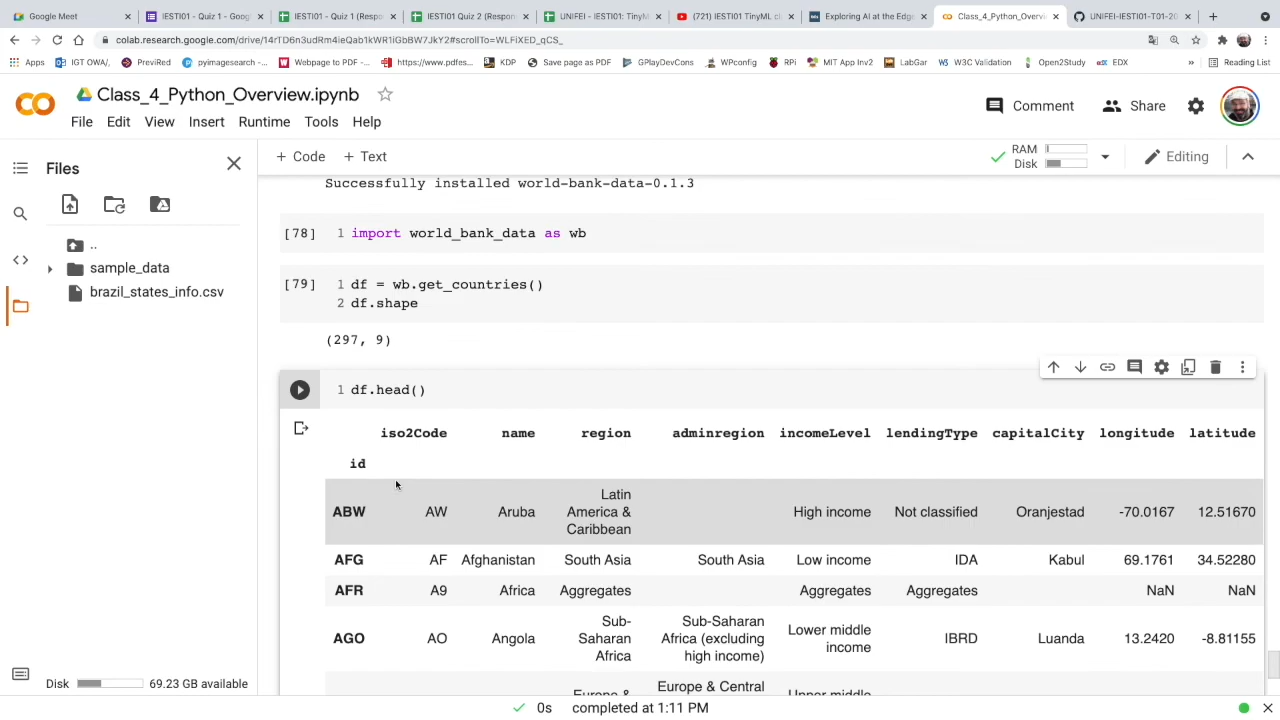 Google Meet
IESTI01 - Quiz 1 - Goog
IESTI01 - Quiz 1 (Respon
IESTI01 Quiz 2 (Respon
UNIFEI - IESTI01: TinyM
(721) IESTI01 TinyML cl
Exploring AI at the Edge
Class_4_Python_Overvi
UNIFEI-IESTI01-T01-20
colab.research.google.com/drive/14rTD6n3udRm4ieQab1kWR1iGbBW7JkY2#scrollTo=WLFiXED_qCS_
Apps
IGT OWA/,
PreviRed
pyimagesearch -...
Webpage to PDF -...
https://www.pdfes...
KDP
Save page as PDF
GPlayDevCons
WPconfig
RPi
MIT App Inv2
LabGar
W3C Validation
Open2Study
EDX
»
Reading List
Class_4_Python_Overview.ipynb
Comment
Share
File Edit View Insert Runtime Tools Help
Files
+ Code + Text
RAM
Disk
Editing
Successfully installed world-bank-data-0.1.3
..
sample_data
brazil_states_info.csv
[78] 1 import world_bank_data as wb
[79] 1 df = wb.get_countries()
2 df.shape
(297, 9)
1 df.head()
iso2Code name region adminregion incomeLevel lendingType capitalCity longitude latitude
id
ABW AW Aruba Latin America & Caribbean High income Not classified Oranjestad -70.0167 12.51670
AFG AF Afghanistan South Asia South Asia Low income IDA Kabul 69.1761 34.52280
AFR A9 Africa Aggregates Aggregates Aggregates NaN NaN
AGO AO Angola Sub-Saharan Africa Sub-Saharan Africa (excluding high income) Lower middle income IBRD Luanda 13.2420 -8.81155
Europe & Europe & Central Upper middle
Disk 69.23 GB available
0s completed at 1:11 PM